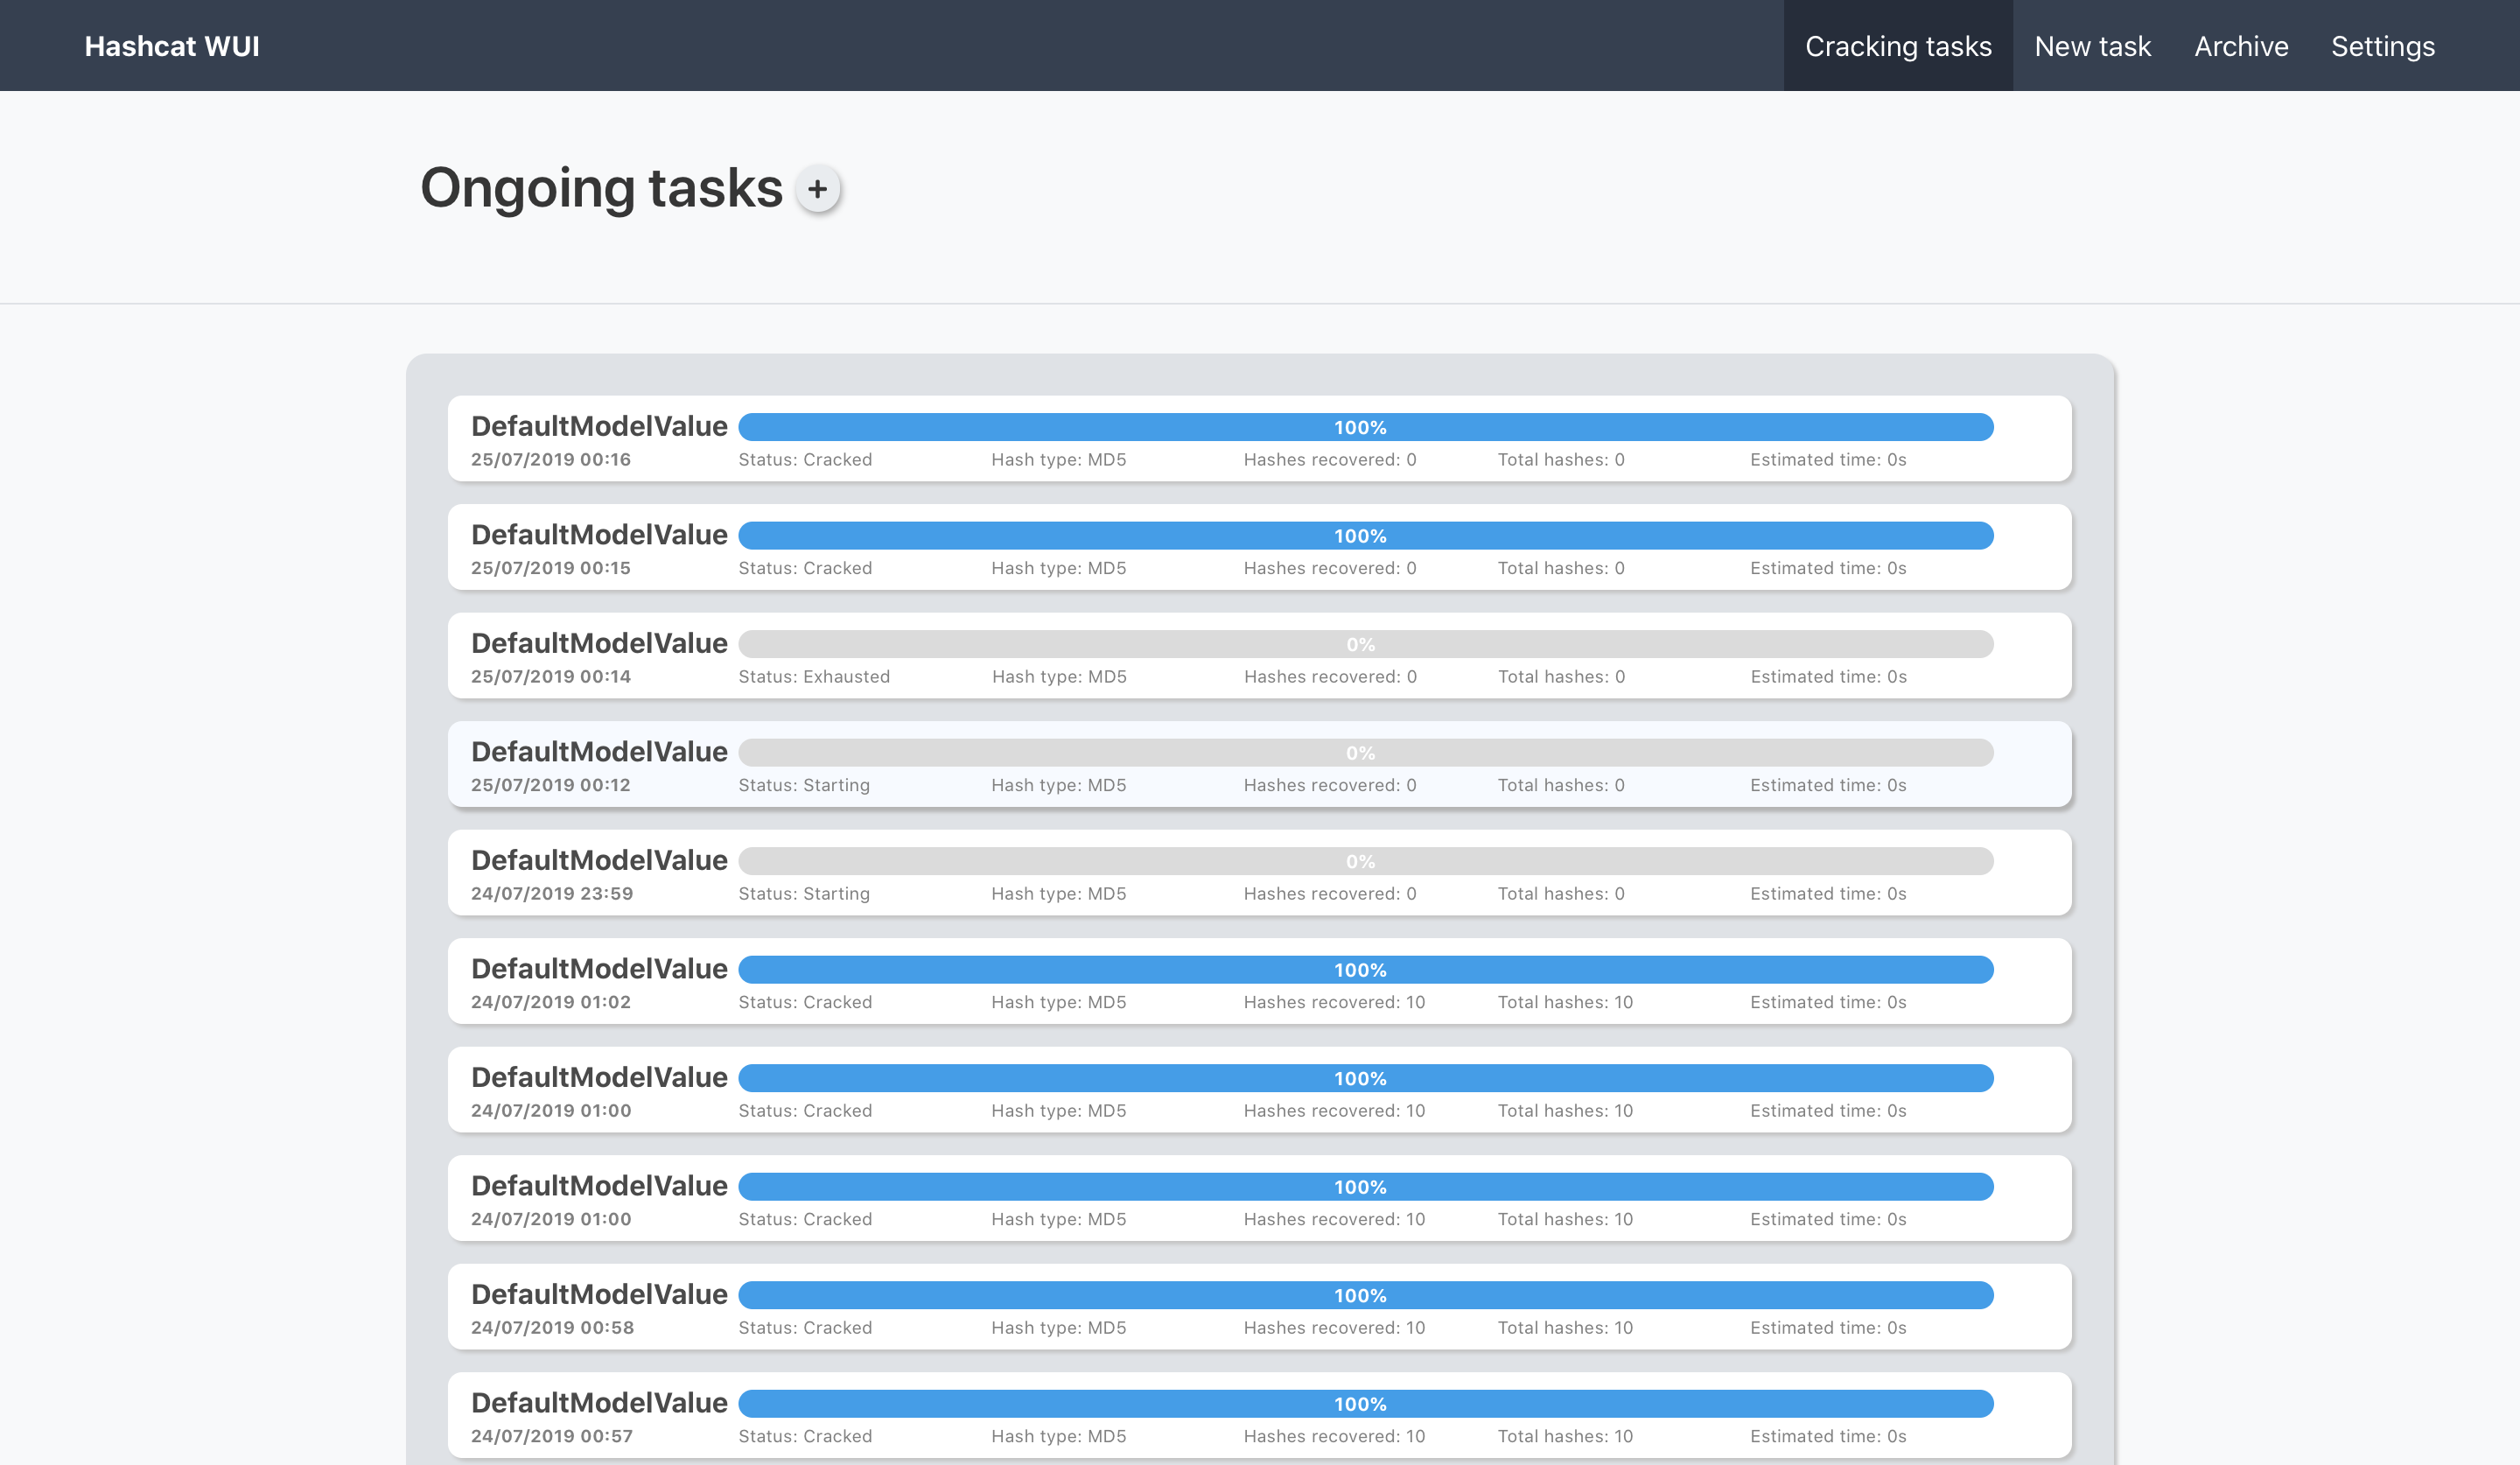 Hashcat WUI Cracking tasks New task Archive Settings
Ongoing tasks +
DefaultModelValue 100%
25/07/2019 00:16 Status: Cracked Hash type: MD5 Hashes recovered: 0 Total hashes: 0 Estimated time: 0s
DefaultModelValue 100%
25/07/2019 00:15 Status: Cracked Hash type: MD5 Hashes recovered: 0 Total hashes: 0 Estimated time: 0s
DefaultModelValue 0%
25/07/2019 00:14 Status: Exhausted Hash type: MD5 Hashes recovered: 0 Total hashes: 0 Estimated time: 0s
DefaultModelValue 0%
25/07/2019 00:12 Status: Starting Hash type: MD5 Hashes recovered: 0 Total hashes: 0 Estimated time: 0s
DefaultModelValue 0%
24/07/2019 23:59 Status: Starting Hash type: MD5 Hashes recovered: 0 Total hashes: 0 Estimated time: 0s
DefaultModelValue 100%
24/07/2019 01:02 Status: Cracked Hash type: MD5 Hashes recovered: 10 Total hashes: 10 Estimated time: 0s
DefaultModelValue 100%
24/07/2019 01:00 Status: Cracked Hash type: MD5 Hashes recovered: 10 Total hashes: 10 Estimated time: 0s
DefaultModelValue 100%
24/07/2019 01:00 Status: Cracked Hash type: MD5 Hashes recovered: 10 Total hashes: 10 Estimated time: 0s
DefaultModelValue 100%
24/07/2019 00:58 Status: Cracked Hash type: MD5 Hashes recovered: 10 Total hashes: 10 Estimated time: 0s
DefaultModelValue 100%
24/07/2019 00:57 Status: Cracked Hash type: MD5 Hashes recovered: 10 Total hashes: 10 Estimated time: 0s